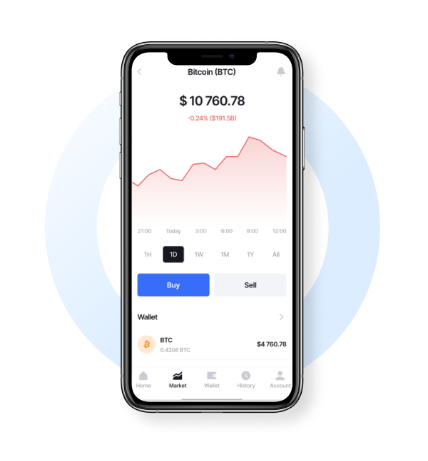 Bitcoin (BTC)
$ 10 760.78
-0.24% ($191.5B)
21:00 Today 3:00 6:00 9:00 12:00
1H 1D 1W 1M 1Y All
Buy Sell
Wallet
BTC $4 760.78
0.4208 BTC
Home Market Wallet History Account